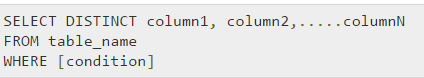 SELECT DISTINCT column1, column2,.....columnN
FROM table_name
WHERE [condition]